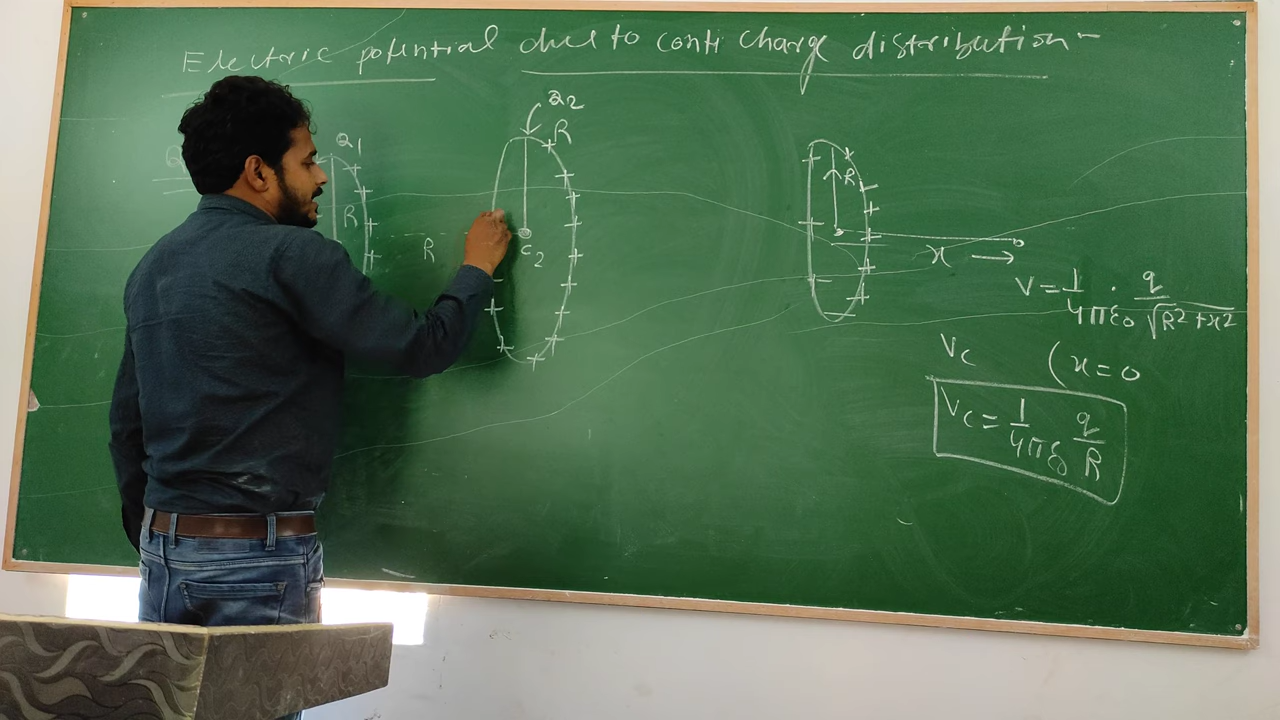 Electric potential due to conti charge distribution-
Q
Q1
R
R
Q2
R
C2
R
x →
V = 1/4πε0 · q/√R²+x²
Vc (x=0
Vc = 1/4πε0 q/R